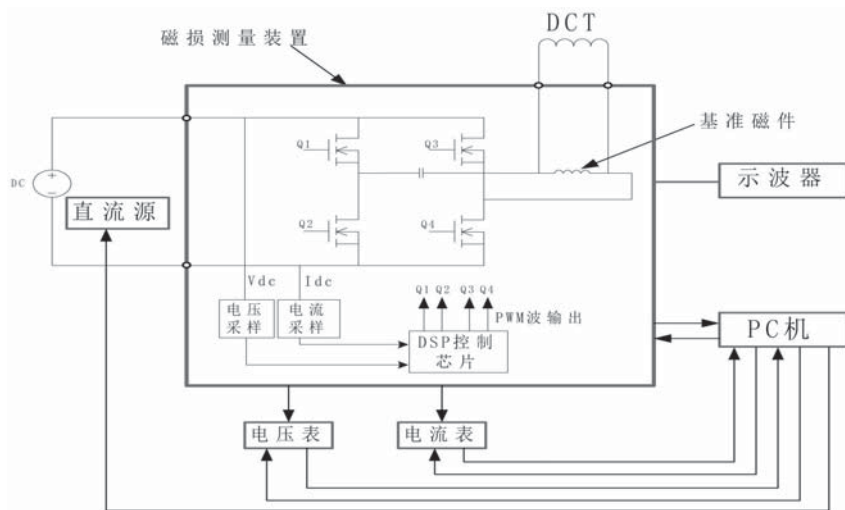 DCT
磁损测量装置
基准磁件
Q1
Q3
DC
直流源
示波器
Q2
Q4
Vdc
Idc
电压
采样
电流
采样
Q1 Q2 Q3 Q4
PWM波输出
DSP控制
芯片
PC机
电压表
电流表